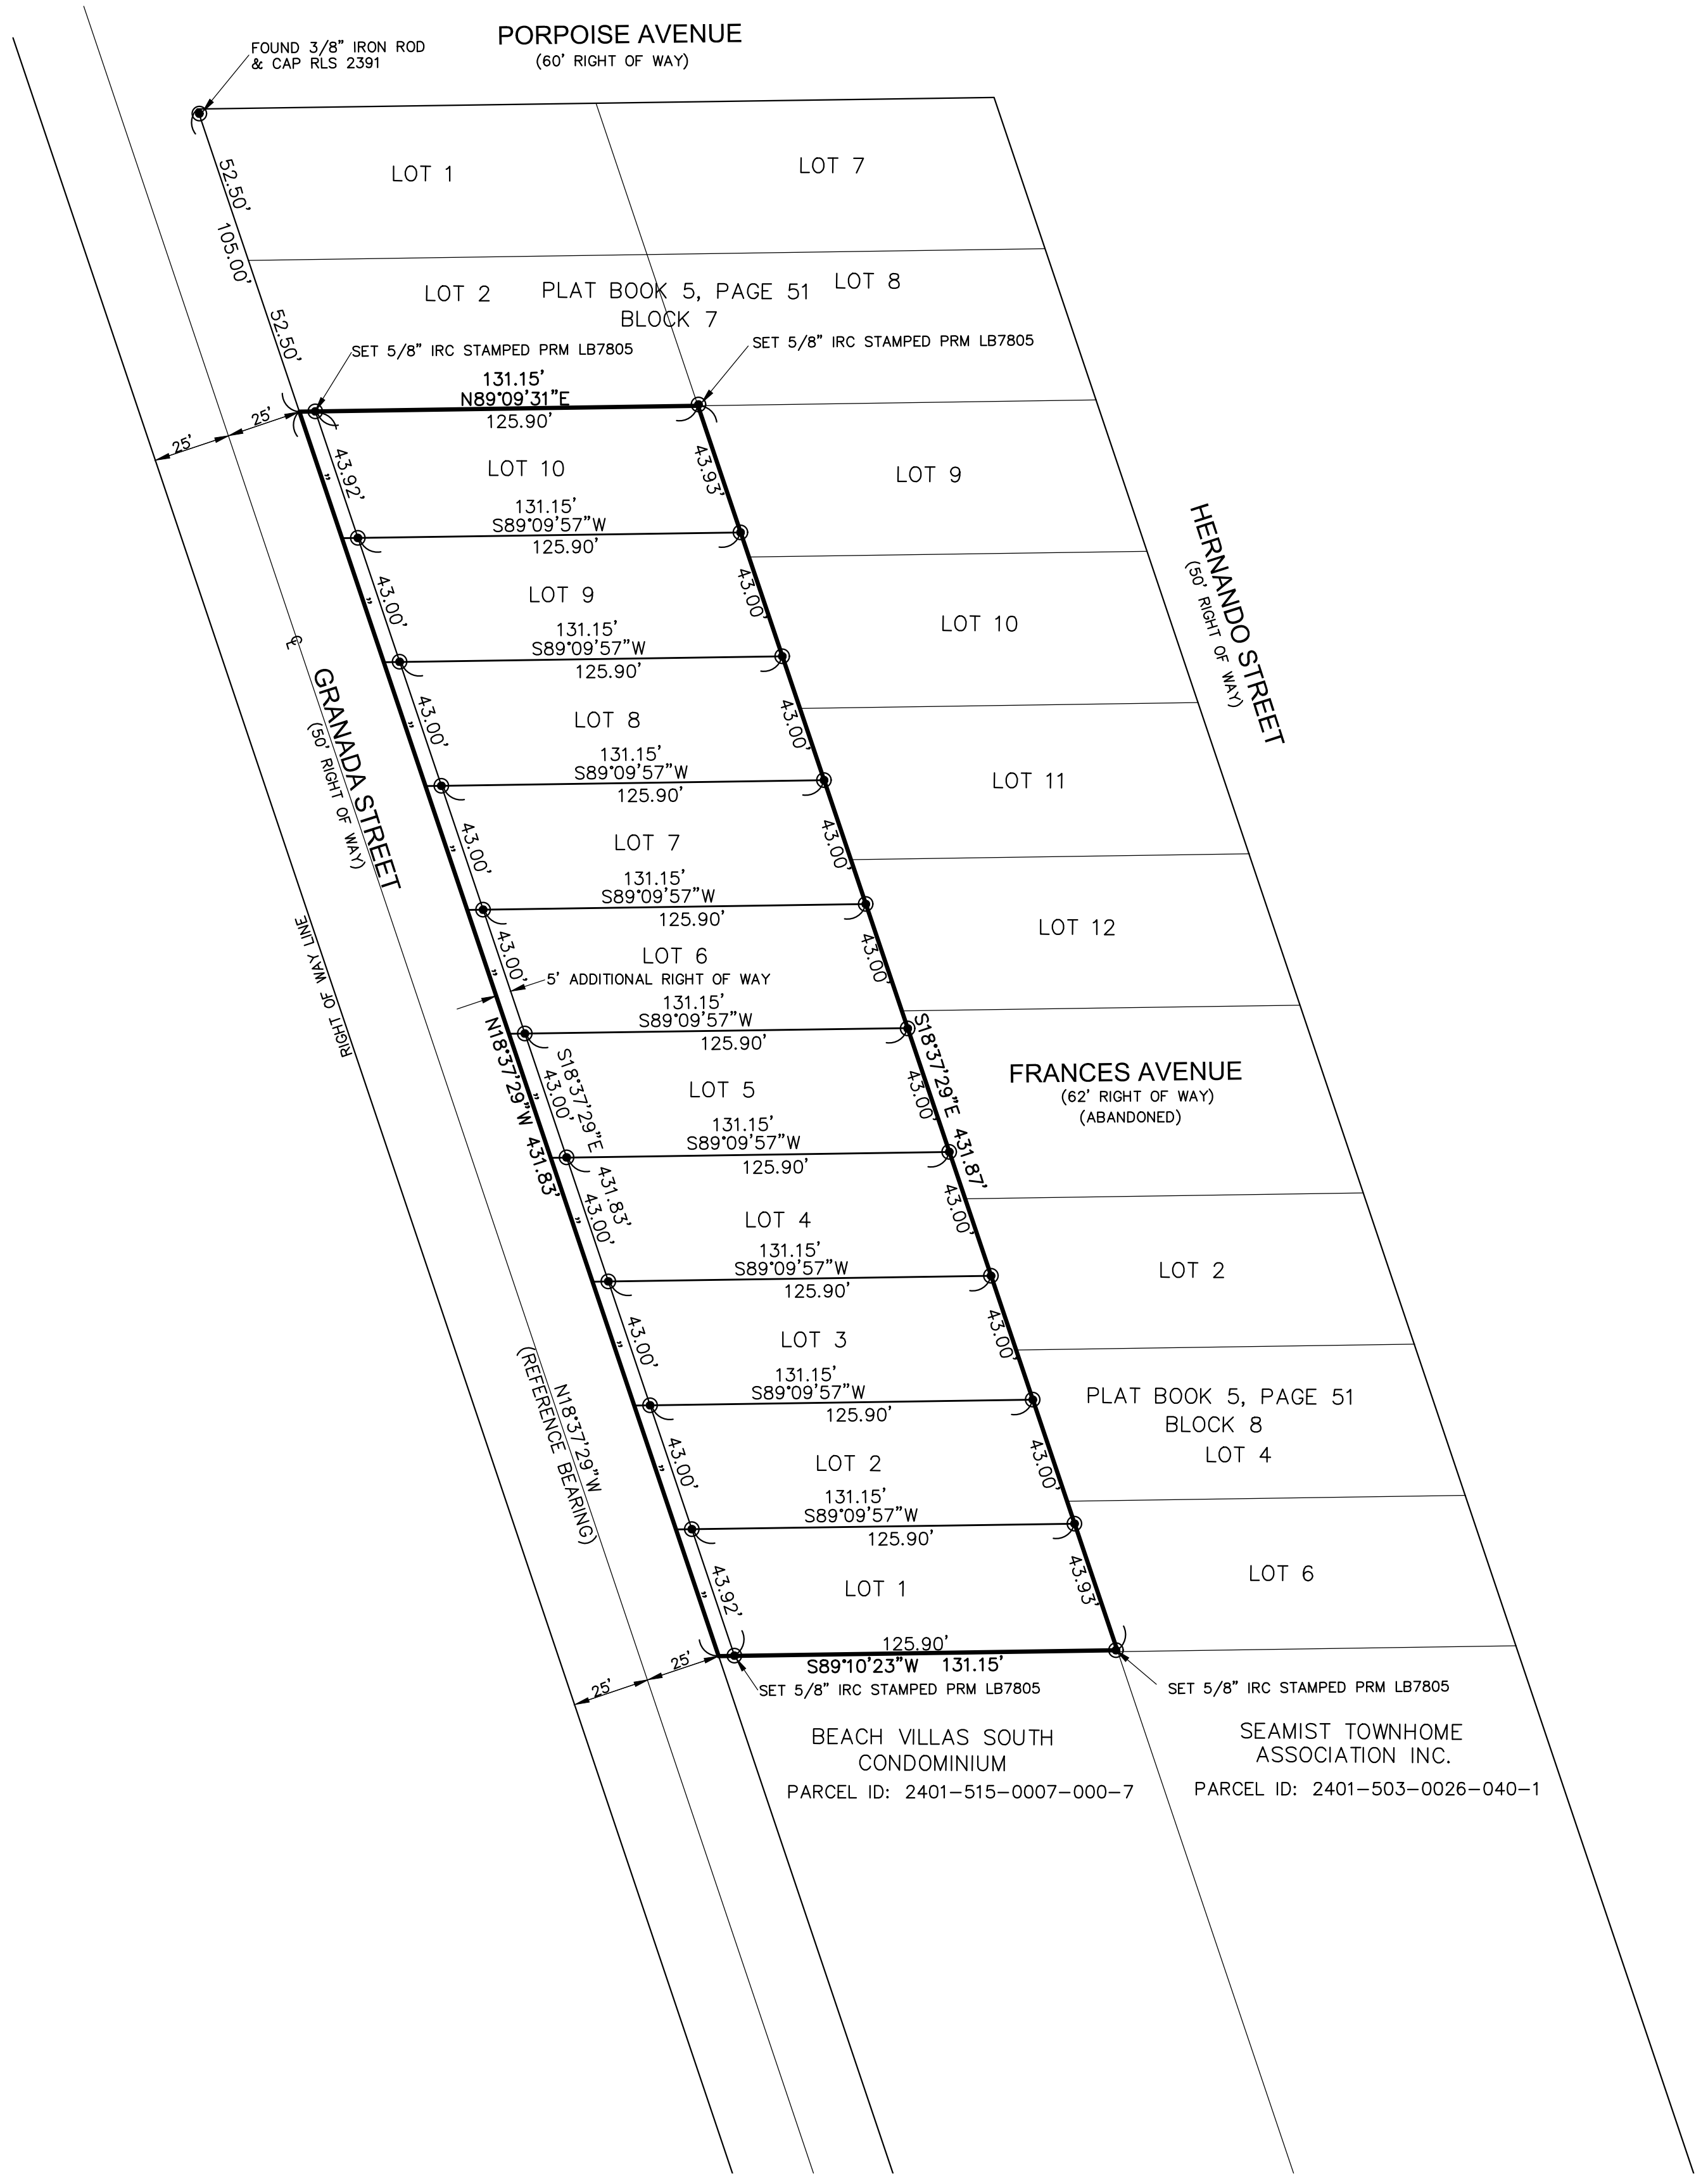 PORPOISE AVENUE
(60' RIGHT OF WAY)
FOUND 3/8" IRON ROD
& CAP RLS 2391
LOT 1
LOT 7
52.50'
105.00'
52.50'
LOT 2
PLAT BOOK 5, PAGE 51
BLOCK 7
LOT 8
SET 5/8" IRC STAMPED PRM LB7805
SET 5/8" IRC STAMPED PRM LB7805
131.15'
N89°09'31"E
125.90'
25'
25'
43.92'
"
LOT 10
43.93'
LOT 9
131.15'
S89°09'57"W
125.90'
43.00'
"
LOT 9
43.00'
LOT 10
HERNANDO STREET
(50' RIGHT OF WAY)
131.15'
S89°09'57"W
125.90'
℄
GRANADA STREET
(50' RIGHT OF WAY)
43.00'
"
LOT 8
43.00'
LOT 11
131.15'
S89°09'57"W
125.90'
43.00'
"
LOT 7
43.00'
131.15'
S89°09'57"W
125.90'
LOT 12
RIGHT OF WAY LINE
43.00'
"
LOT 6
43.00'
5' ADDITIONAL RIGHT OF WAY
131.15'
S89°09'57"W
125.90'
N18°37'29"W 431.83'
S18°37'29"E 431.83'
43.00'
"
LOT 5
43.00'
S18°37'29"E 431.87'
FRANCES AVENUE
(62' RIGHT OF WAY)
(ABANDONED)
131.15'
S89°09'57"W
125.90'
43.00'
"
LOT 4
43.00'
131.15'
S89°09'57"W
125.90'
LOT 2
43.00'
"
LOT 3
43.00'
131.15'
S89°09'57"W
125.90'
N18°37'29"W
(REFERENCE BEARING)
PLAT BOOK 5, PAGE 51
BLOCK 8
LOT 4
43.00'
"
LOT 2
43.00'
131.15'
S89°09'57"W
125.90'
43.92'
"
LOT 1
43.93'
LOT 6
125.90'
S89°10'23"W 131.15'
25'
25'
SET 5/8" IRC STAMPED PRM LB7805
SET 5/8" IRC STAMPED PRM LB7805
BEACH VILLAS SOUTH
CONDOMINIUM
PARCEL ID: 2401-515-0007-000-7
SEAMIST TOWNHOME
ASSOCIATION INC.
PARCEL ID: 2401-503-0026-040-1